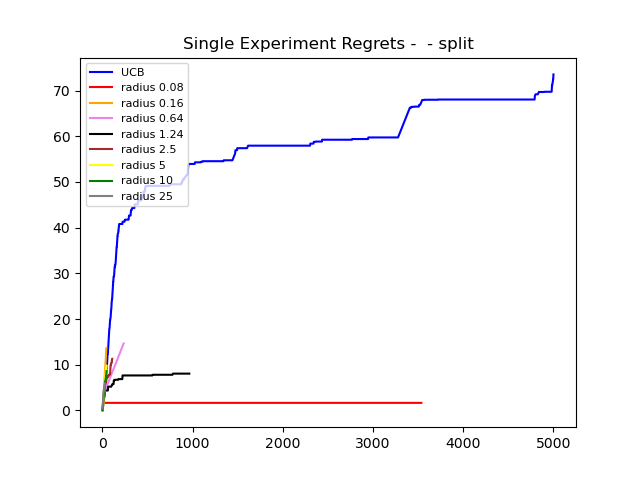 Single Experiment Regrets -  - split
UCB
radius 0.08
radius 0.16
radius 0.64
radius 1.24
radius 2.5
radius 5
radius 10
radius 25
70
60
50
40
30
20
10
0
0 1000 2000 3000 4000 5000